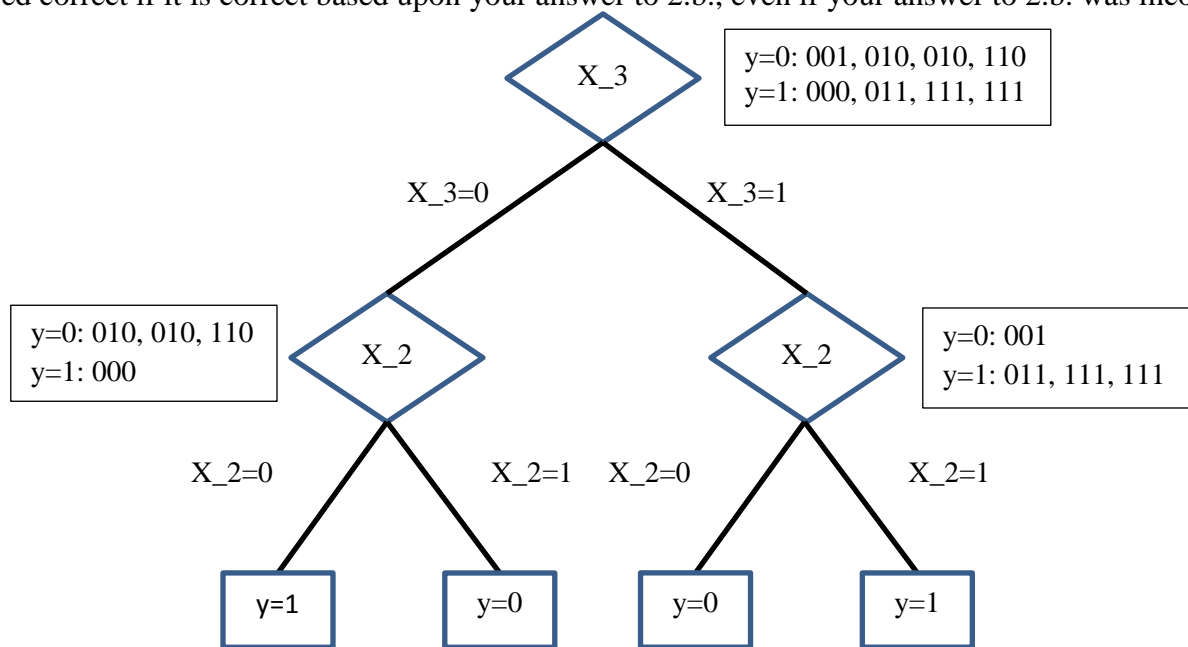 ed correct if it is correct based upon your answer to 2.b., even if your answer to 2.b. was
X_3
y=0: 001, 010, 010, 110
y=1: 000, 011, 111, 111
X_3=0
X_3=1
y=0: 010, 010, 110
y=1: 000
X_2
X_2
y=0: 001
y=1: 011, 111, 111
X_2=0
X_2=1
X_2=0
X_2=1
y=1
y=0
y=0
y=1